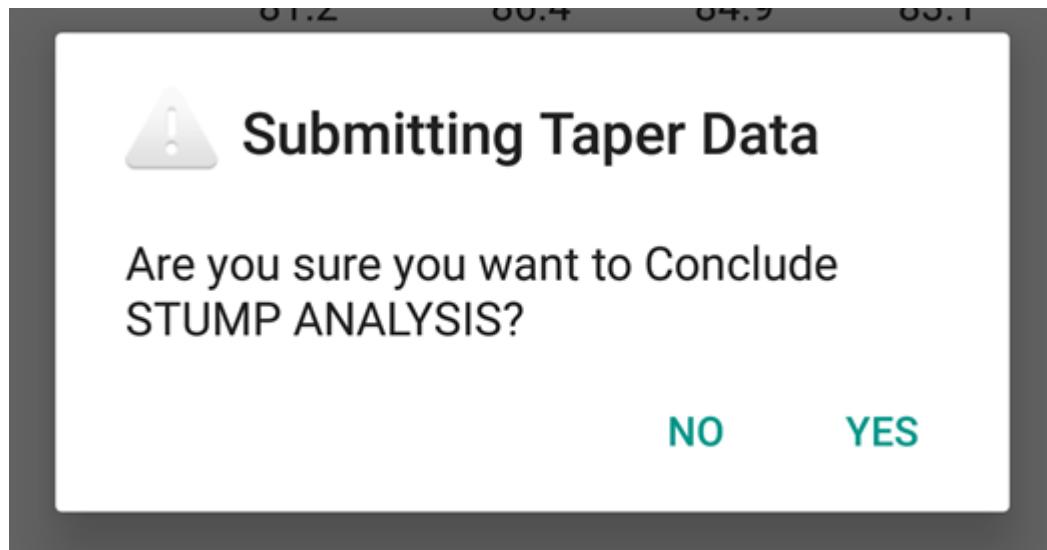 Submitting Taper Data
Are you sure you want to Conclude
STUMP ANALYSIS?
NO YES